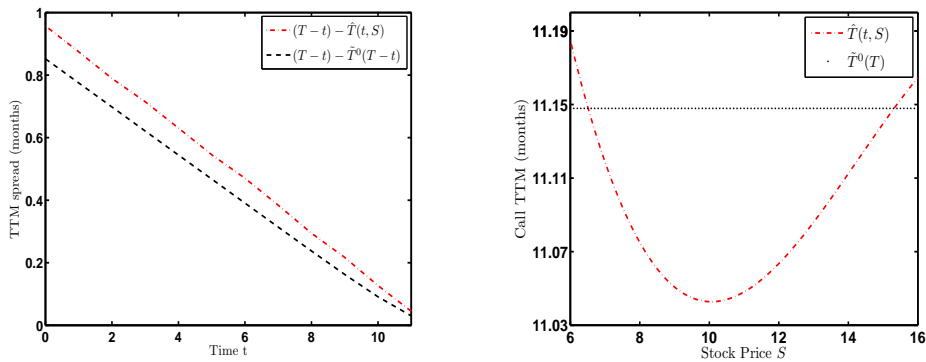 1
0.8
0.6
0.4
0.2
0
0 2 4 6 8 10
TTM spread (months)
Time t
(T − t) − T̂(t, S)
(T − t) − T̃⁰(T − t)
11.19
11.15
11.11
11.07
11.03
6 8 10 12 14 16
Call TTM (months)
Stock Price S
T̂(t, S)
T̃⁰(T)